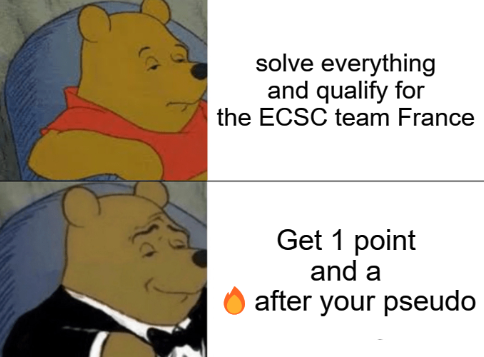 solve everything
and qualify for
the ECSC team France
Get 1 point
and a
🔥 after your pseudo